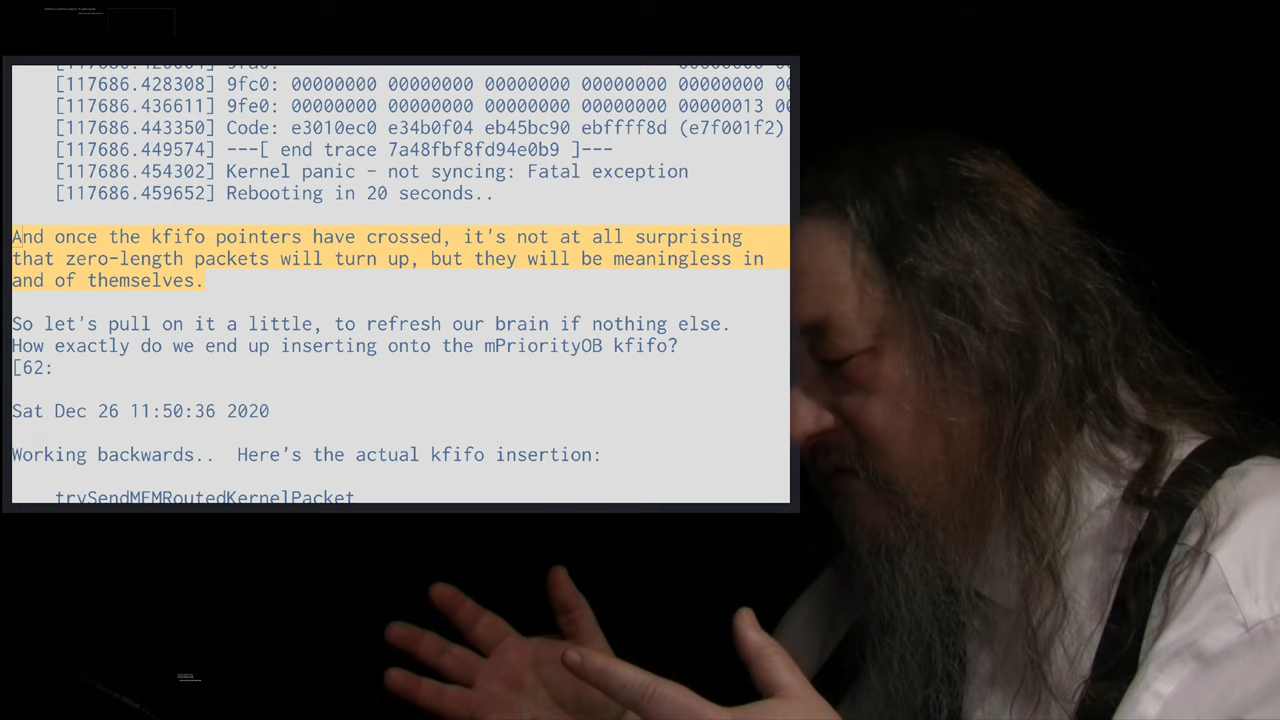 [117686.428308] 9fc0: 00000000 00000000 00000000 00000000 00000000
[117686.436611] 9fe0: 00000000 00000000 00000000 00000000 00000013
[117686.443350] Code: e3010ec0 e34b0f04 eb45bc90 ebffff8d (e7f001f2)
[117686.449574] ---[ end trace 7a48fbf8fd94e0b9 ]---
[117686.454302] Kernel panic - not syncing: Fatal exception
[117686.459652] Rebooting in 20 seconds..
And once the kfifo pointers have crossed, it's not at all surprising
that zero-length packets will turn up, but they will be meaningless in
and of themselves.
So let's pull on it a little, to refresh our brain if nothing else.
How exactly do we end up inserting onto the mPriorityOB kfifo?
[62:
Sat Dec 26 11:50:36 2020
Working backwards.. Here's the actual kfifo insertion:
trySendMFMRoutedKernelPacket